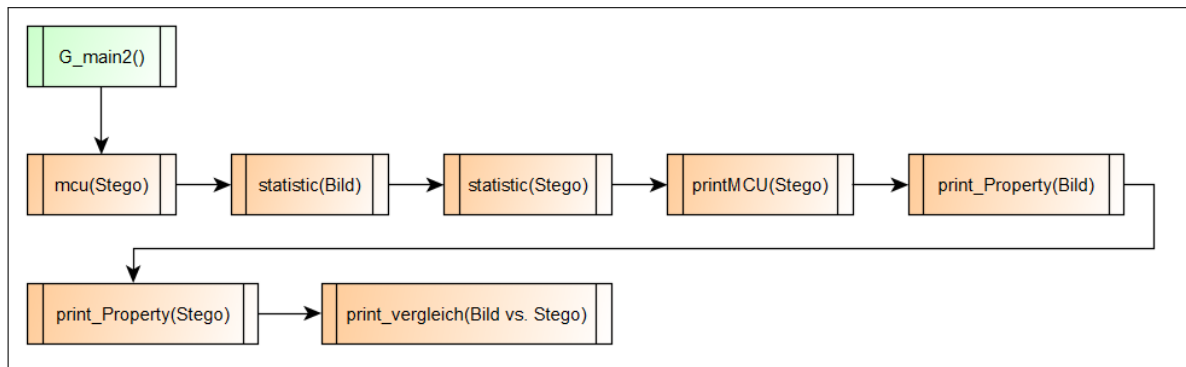 G_main2()
mcu(Stego)
statistic(Bild)
statistic(Stego)
printMCU(Stego)
print_Property(Bild)
print_Property(Stego)
print_vergleich(Bild vs. Stego)